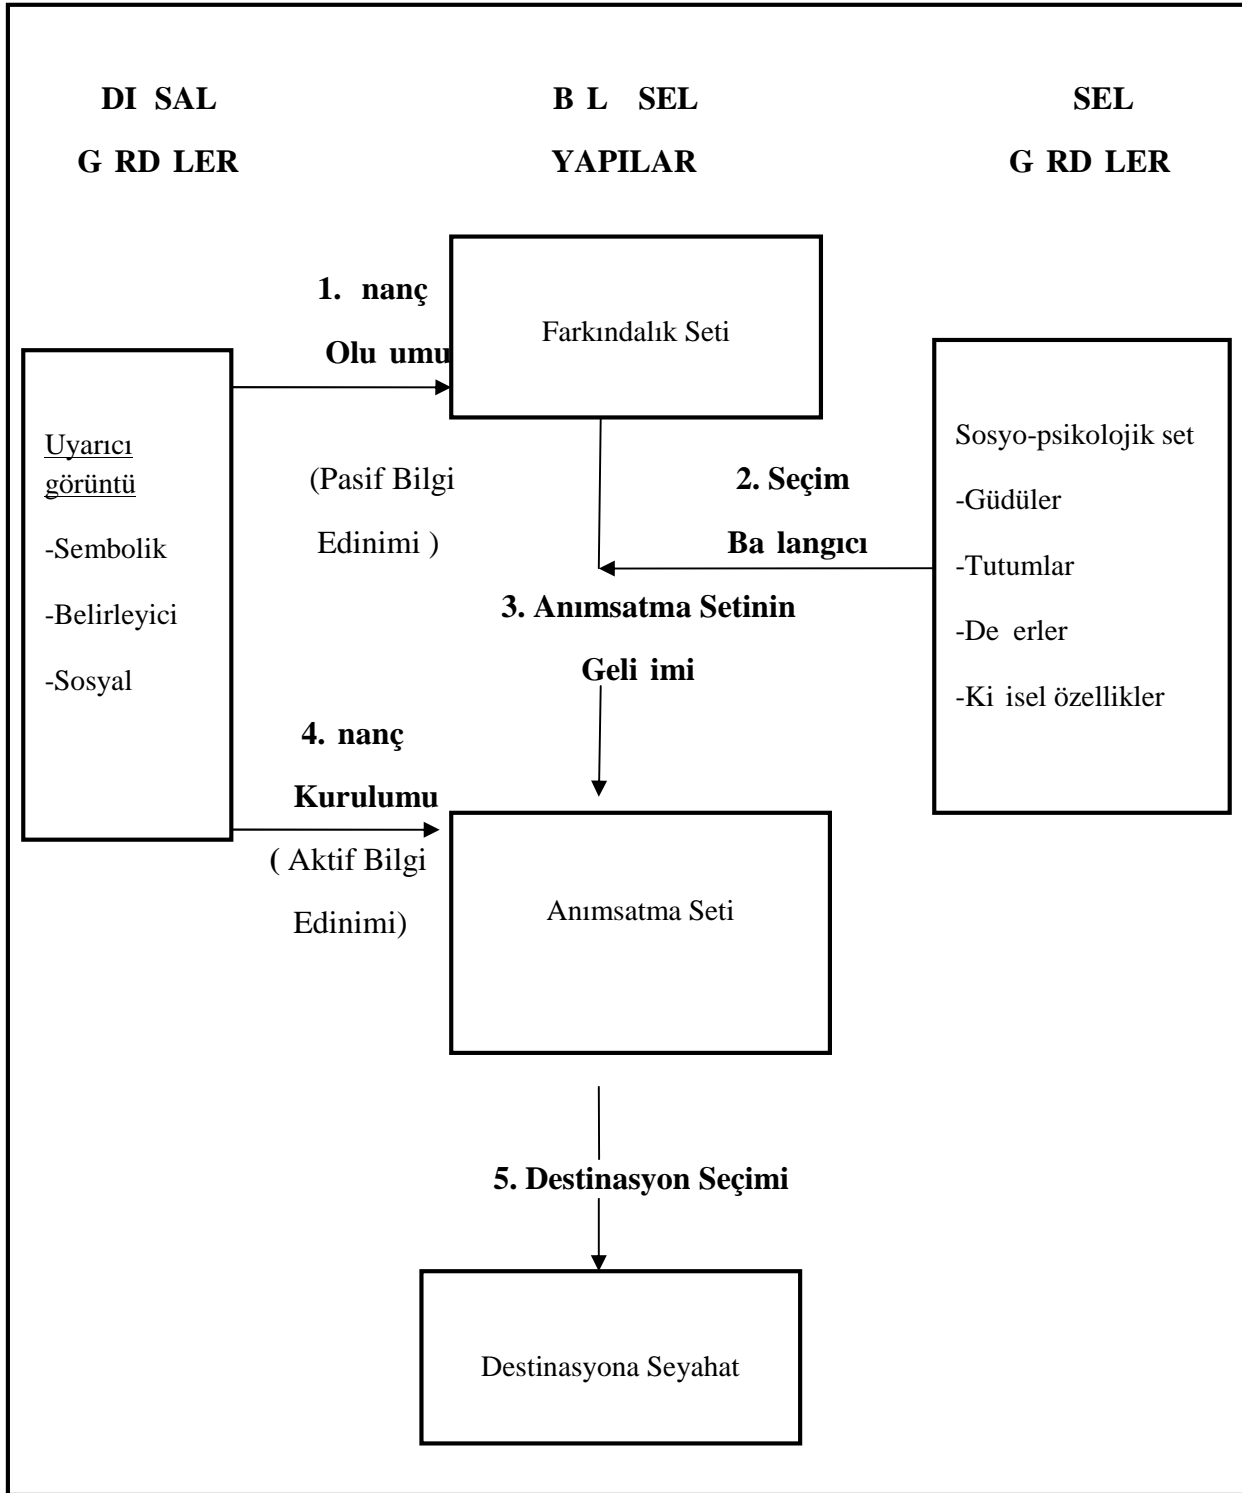 DI SAL
G RD LER
B L SEL
YAPILAR
SEL
G RD LER
1. nanç
Olu umu
(Pasif Bilgi
Edinimi )
Farkındalık Seti
Uyarıcı
görüntü
-Sembolik
-Belirleyici
-Sosyal
2. Seçim
Ba langıcı
Sosyo-psikolojik set
-Güdüler
-Tutumlar
-De erler
-Ki isel özellikler
3. Anımsatma Setinin
Geli imi
4. nanç
Kurulumu
( Aktif Bilgi
Edinimi)
Anımsatma Seti
5. Destinasyon Seçimi
Destinasyona Seyahat